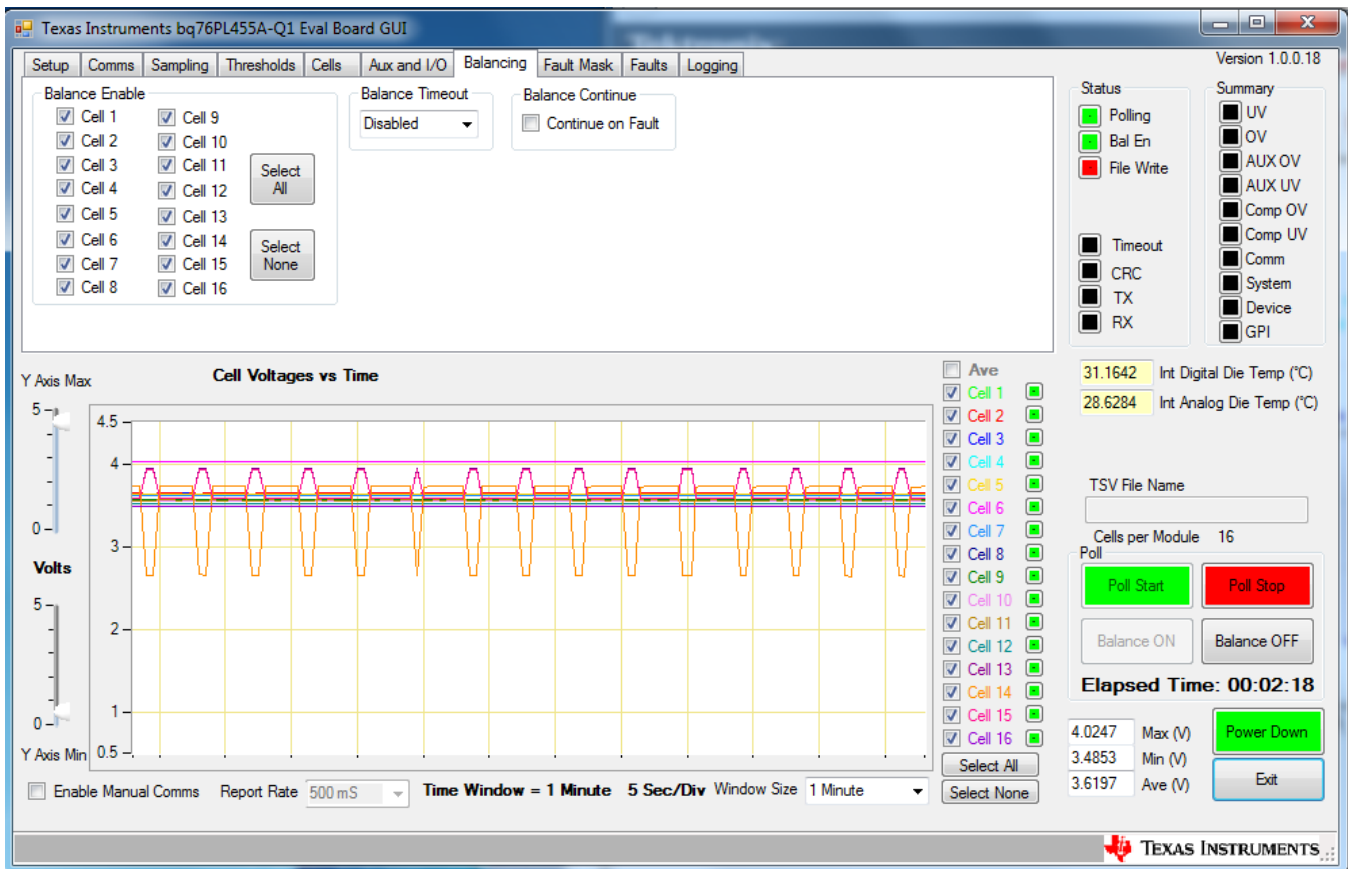 Texas Instruments bq76PL455A-Q1 Eval Board GUI
Setup Comms Sampling Thresholds Cells Aux and I/O Balancing Fault Mask Faults Logging
Version 1.0.0.18
Balance Enable
Cell 1
Cell 2
Cell 3
Cell 4
Cell 5
Cell 6
Cell 7
Cell 8
Cell 9
Cell 10
Cell 11
Cell 12
Cell 13
Cell 14
Cell 15
Cell 16
Select
All
Select
None
Balance Timeout
Disabled
Balance Continue
Continue on Fault
Status
Polling
Bal En
File Write
Timeout
CRC
TX
RX
Summary
UV
OV
AUX OV
AUX UV
Comp OV
Comp UV
Comm
System
Device
GPI
Y Axis Max
5
0
Volts
5
0
Y Axis Min
Cell Voltages vs Time
4.5
4
3
2
1
0.5
Ave
Cell 1
Cell 2
Cell 3
Cell 4
Cell 5
Cell 6
Cell 7
Cell 8
Cell 9
Cell 10
Cell 11
Cell 12
Cell 13
Cell 14
Cell 15
Cell 16
Select All
Select None
31.1642 Int Digital Die Temp (°C)
28.6284 Int Analog Die Temp (°C)
TSV File Name
Cells per Module 16
Poll
Poll Start
Poll Stop
Balance ON
Balance OFF
Elapsed Time: 00:02:18
4.0247 Max (V)
3.4853 Min (V)
3.6197 Ave (V)
Power Down
Exit
Enable Manual Comms Report Rate 500 mS Time Window = 1 Minute 5 Sec/Div Window Size 1 Minute
TEXAS INSTRUMENTS